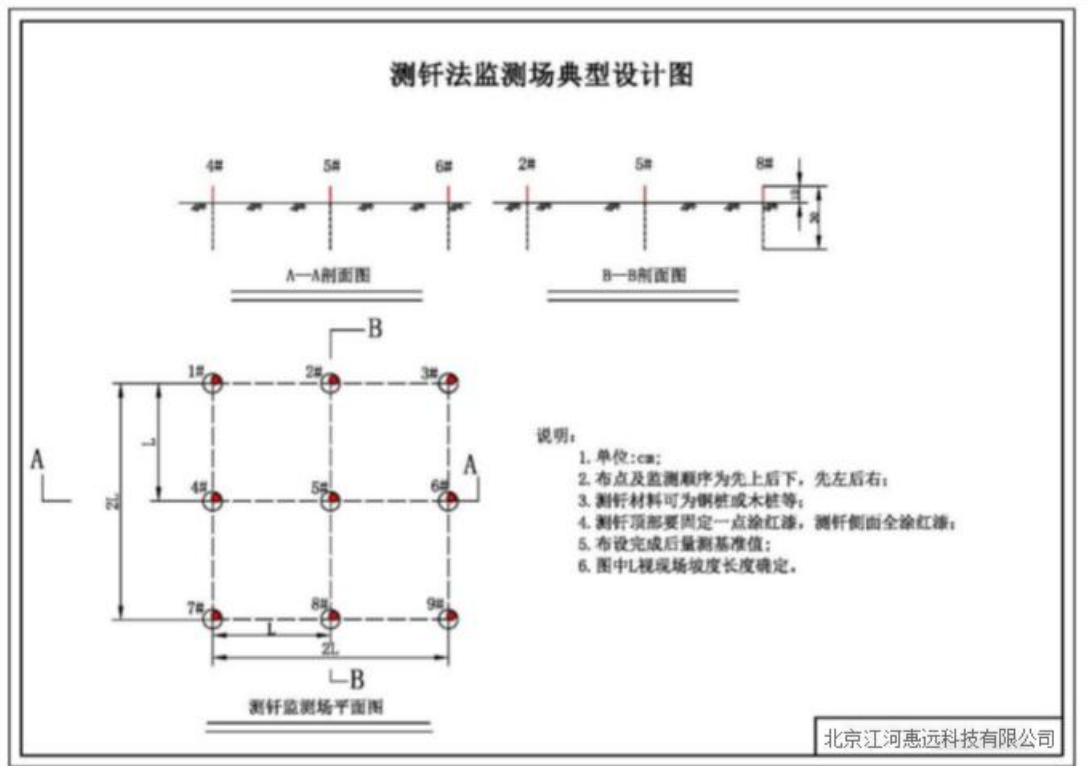 测钎法监测场典型设计图
4# 5# 6# 2# 5# 8#
30
A—A剖面图 B—B剖面图
B
1# 2# 3#
L
A A
4# 5# 6#
2L
7# 8# 9#
L
2L
B
测钎监测场平面图
说明:
1.单位:cm;
2.布点及监测顺序为先上后下，先左后右;
3.测钎材料可为钢桩或木桩等;
4.测钎顶部要固定一点涂红漆，测钎侧面全涂红漆;
5.布设完成后量测基准值;
6.图中L视现场坡度长度确定。
北京江河惠远科技有限公司